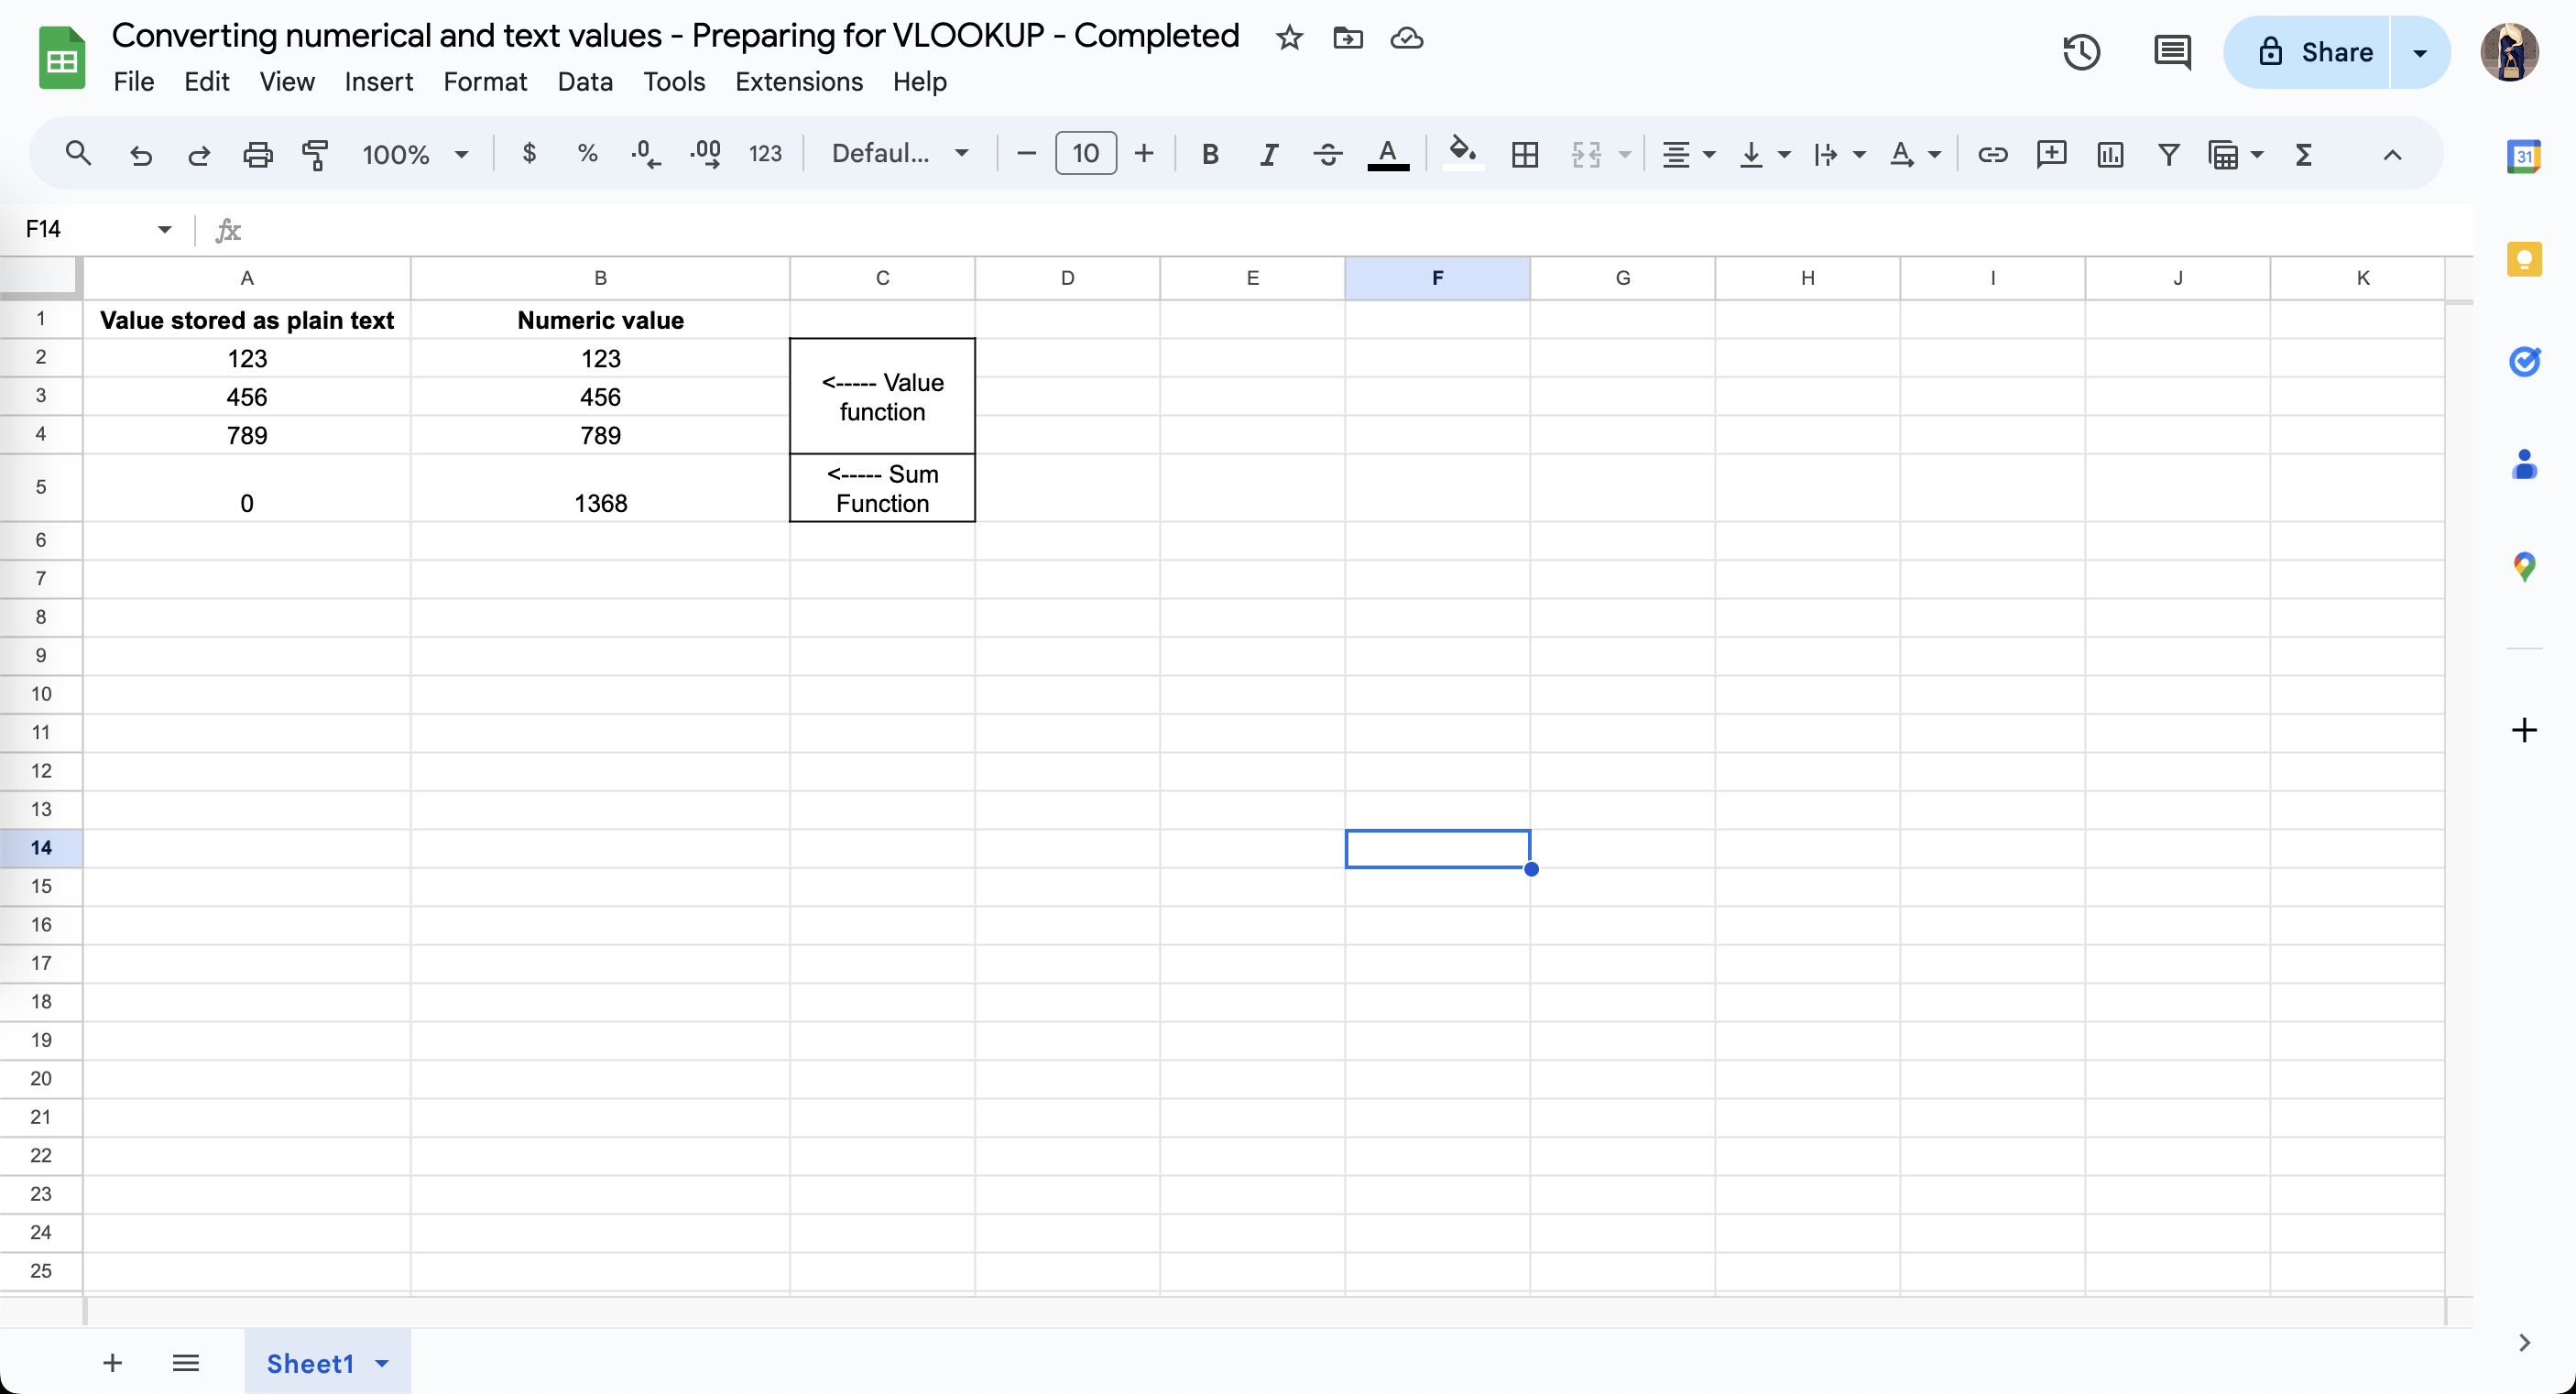 Converting numerical and text values - Preparing for VLOOKUP - Completed
Share
File Edit View Insert Format Data Tools Extensions Help
100% $ % .0 .00 123 Defaul... 10 B I A A Σ
31
F14 fx
A B C D E F G H I J K
1 Value stored as plain text Numeric value
2 123 123
<----- Value
3 456 456
function
4 789 789
<----- Sum
5 0 1368
Function
6
7
8
9
10
11
12
13
14
15
16
17
18
19
20
21
22
23
24
25
Sheet1